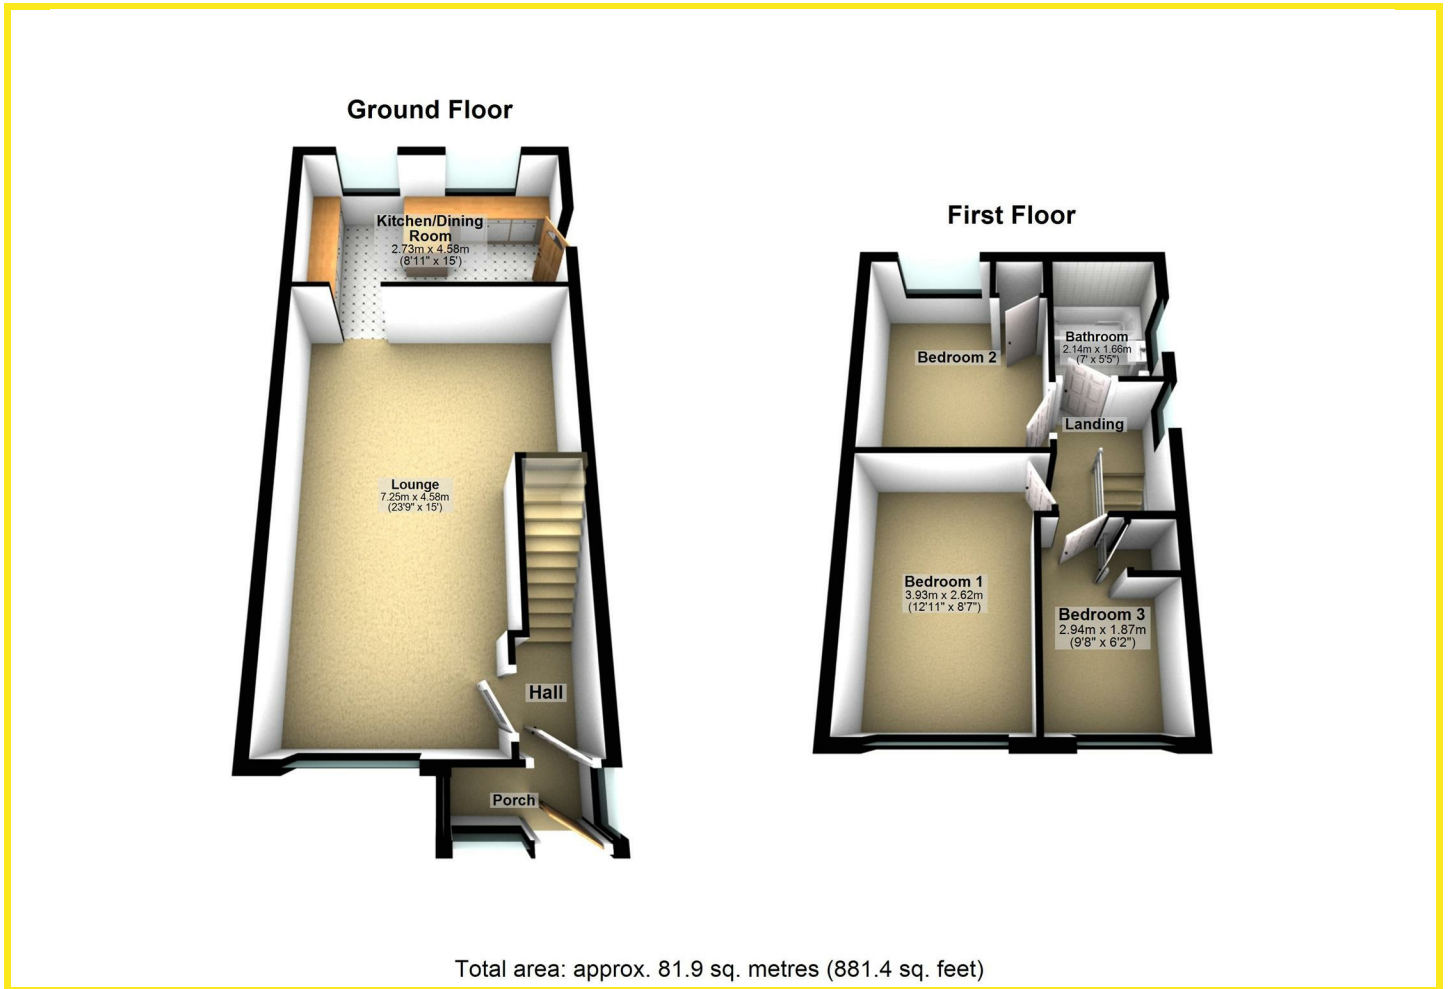 Ground Floor
Kitchen/Dining
Room
2.73m x 4.58m
(8'11" x 15')
Lounge
7.25m x 4.58m
(23'9" x 15')
Hall
Porch
First Floor
Bedroom 2
Bathroom
2.14m x 1.66m
(7' x 5'5")
Landing
Bedroom 1
3.93m x 2.62m
(12'11" x 8'7")
Bedroom 3
2.94m x 1.87m
(9'8" x 6'2")
Total area: approx. 81.9 sq. metres (881.4 sq. feet)